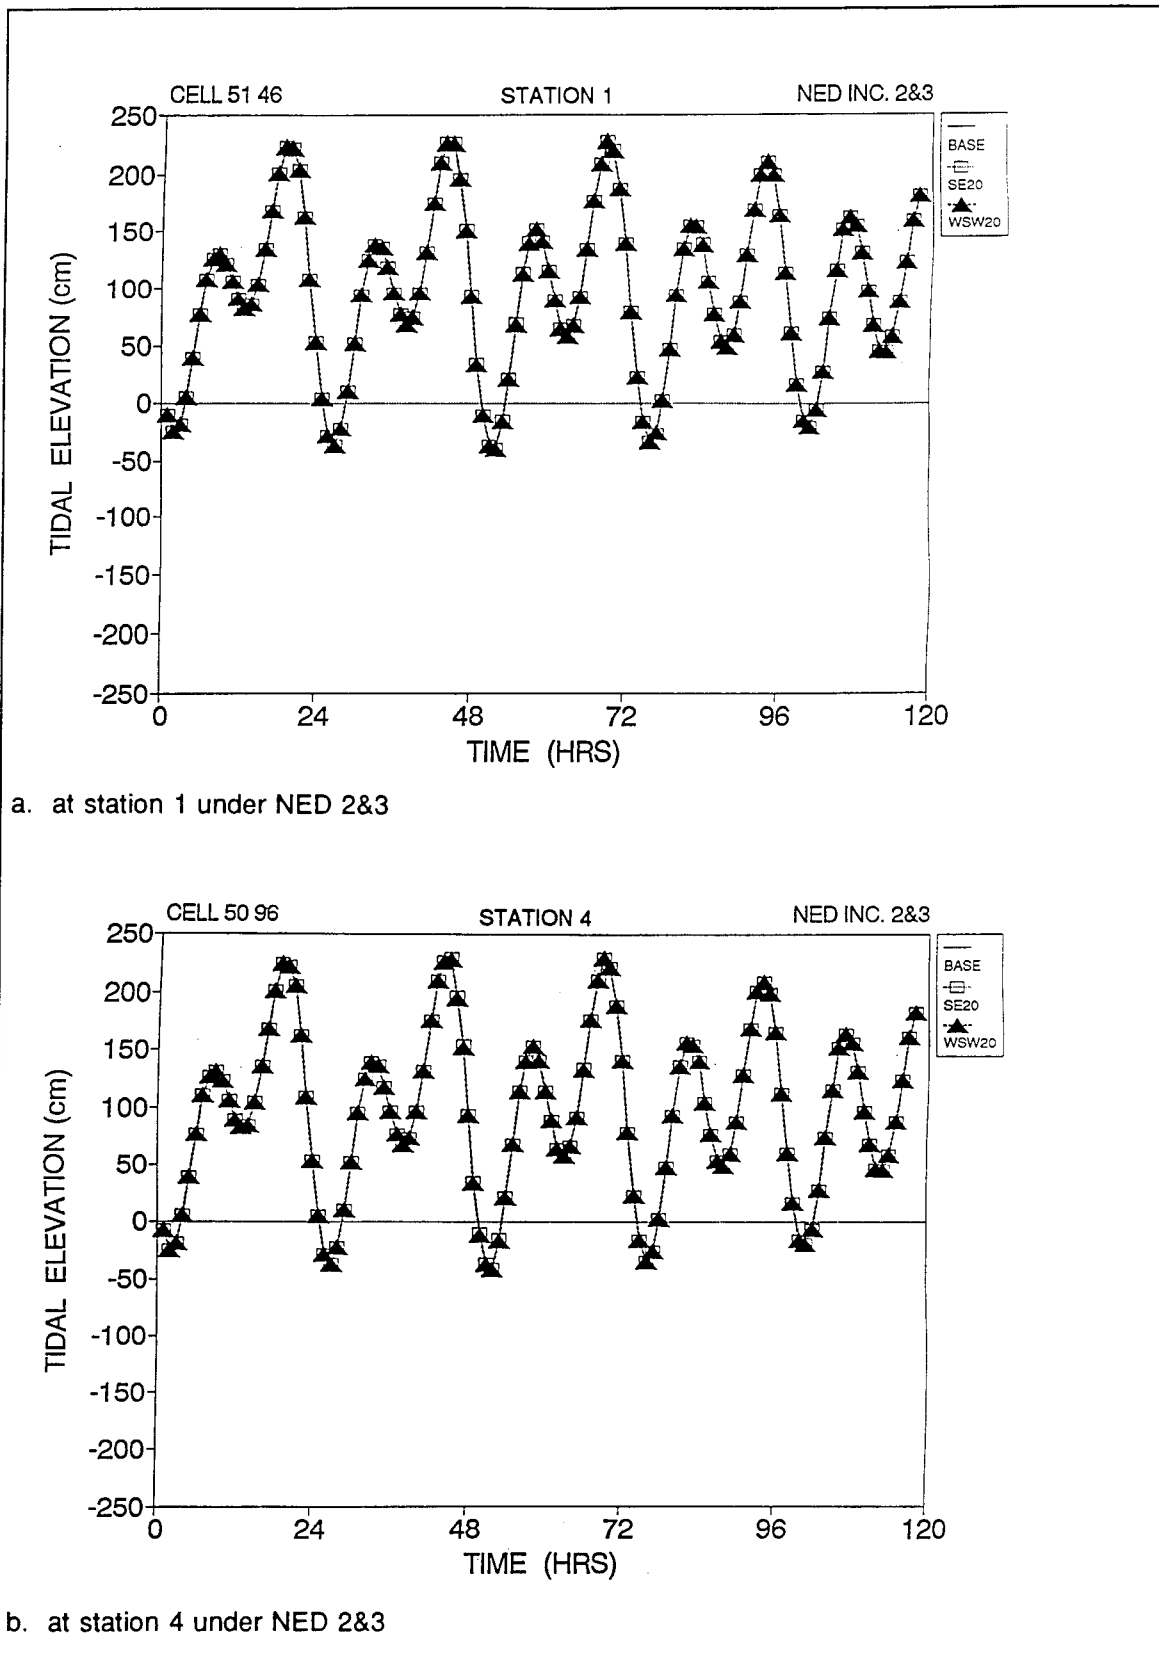 CELL 51 46 STATION 1 NED INC. 2&3
250
200
150
100
50
0
-50
-100
-150
-200
-250
TIDAL ELEVATION (cm)
BASE
SE20
WSW20
0 24 48 72 96 120
TIME (HRS)
a. at station 1 under NED 2&3
CELL 50 96 STATION 4 NED INC. 2&3
250
200
150
100
50
0
-50
-100
-150
-200
-250
TIDAL ELEVATION (cm)
BASE
SE20
WSW20
0 24 48 72 96 120
TIME (HRS)
b. at station 4 under NED 2&3